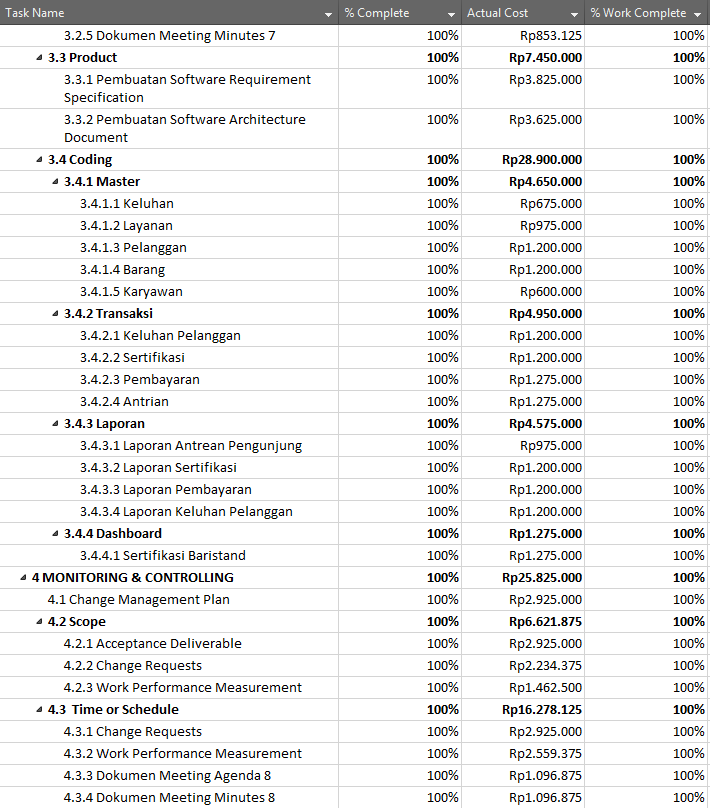 Task Name % Complete Actual Cost % Work Complete
3.2.5 Dokumen Meeting Minutes 7 100% Rp853.125 100%
3.3 Product 100% Rp7.450.000 100%
3.3.1 Pembuatan Software Requirement 100% Rp3.825.000 100%
Specification
3.3.2 Pembuatan Software Architecture 100% Rp3.625.000 100%
Document
3.4 Coding 100% Rp28.900.000 100%
3.4.1 Master 100% Rp4.650.000 100%
3.4.1.1 Keluhan 100% Rp675.000 100%
3.4.1.2 Layanan 100% Rp975.000 100%
3.4.1.3 Pelanggan 100% Rp1.200.000 100%
3.4.1.4 Barang 100% Rp1.200.000 100%
3.4.1.5 Karyawan 100% Rp600.000 100%
3.4.2 Transaksi 100% Rp4.950.000 100%
3.4.2.1 Keluhan Pelanggan 100% Rp1.200.000 100%
3.4.2.2 Sertifikasi 100% Rp1.200.000 100%
3.4.2.3 Pembayaran 100% Rp1.275.000 100%
3.4.2.4 Antrian 100% Rp1.275.000 100%
3.4.3 Laporan 100% Rp4.575.000 100%
3.4.3.1 Laporan Antrean Pengunjung 100% Rp975.000 100%
3.4.3.2 Laporan Sertifikasi 100% Rp1.200.000 100%
3.4.3.3 Laporan Pembayaran 100% Rp1.200.000 100%
3.4.3.4 Laporan Keluhan Pelanggan 100% Rp1.200.000 100%
3.4.4 Dashboard 100% Rp1.275.000 100%
3.4.4.1 Sertifikasi Baristand 100% Rp1.275.000 100%
4 MONITORING & CONTROLLING 100% Rp25.825.000 100%
4.1 Change Management Plan 100% Rp2.925.000 100%
4.2 Scope 100% Rp6.621.875 100%
4.2.1 Acceptance Deliverable 100% Rp2.925.000 100%
4.2.2 Change Requests 100% Rp2.234.375 100%
4.2.3 Work Performance Measurement 100% Rp1.462.500 100%
4.3 Time or Schedule 100% Rp16.278.125 100%
4.3.1 Change Requests 100% Rp2.925.000 100%
4.3.2 Work Performance Measurement 100% Rp2.559.375 100%
4.3.3 Dokumen Meeting Agenda 8 100% Rp1.096.875 100%
4.3.4 Dokumen Meeting Minutes 8 100% Rp1.096.875 100%